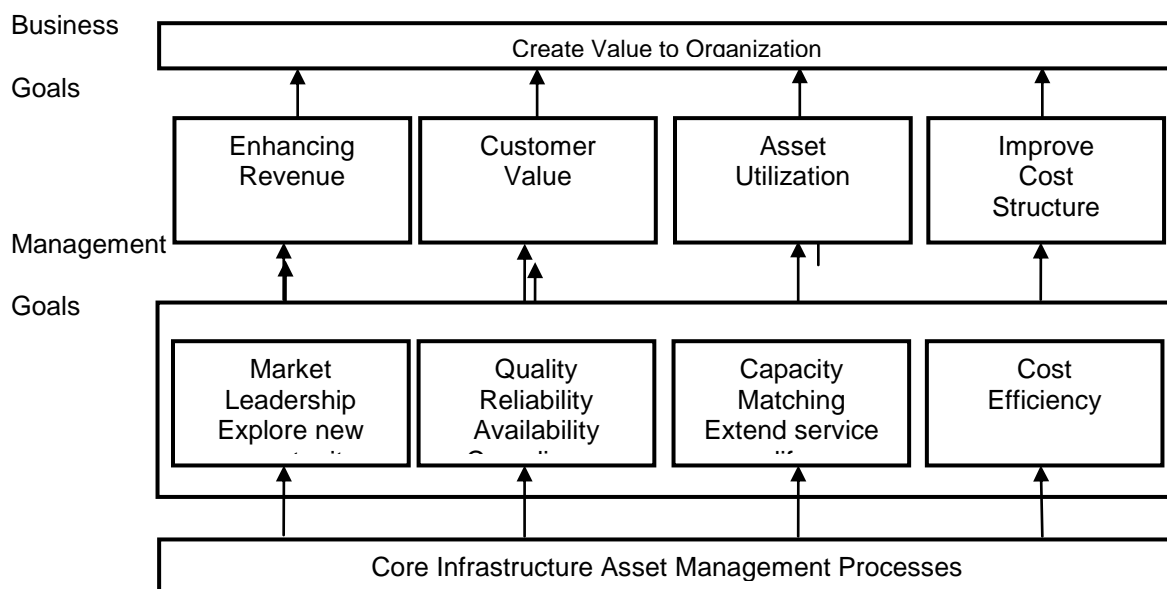 Business
Create Value to Organization
Goals
Enhancing
Revenue
Customer
Value
Asset
Utilization
Improve
Cost
Structure
Management
Goals
Market
Leadership
Explore new
Quality
Reliability
Availability
Capacity
Matching
Extend service
life
Cost
Efficiency
Core Infrastructure Asset Management Processes